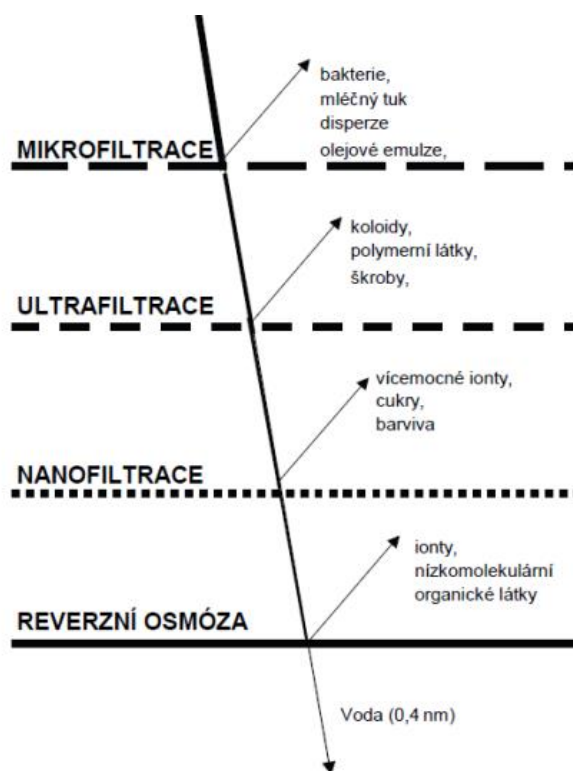 bakterie,
mléčný tuk
disperze
MIKROFILTRACE
olejové emulze,
koloidy,
polymerní látky,
škroby,
ULTRAFILTRACE
vícemocné ionty,
cukry,
barviva
NANOFILTRACE
ionty,
nízkomolekulární
organické látky
REVERZNÍ OSMÓZA
Voda (0,4 nm)